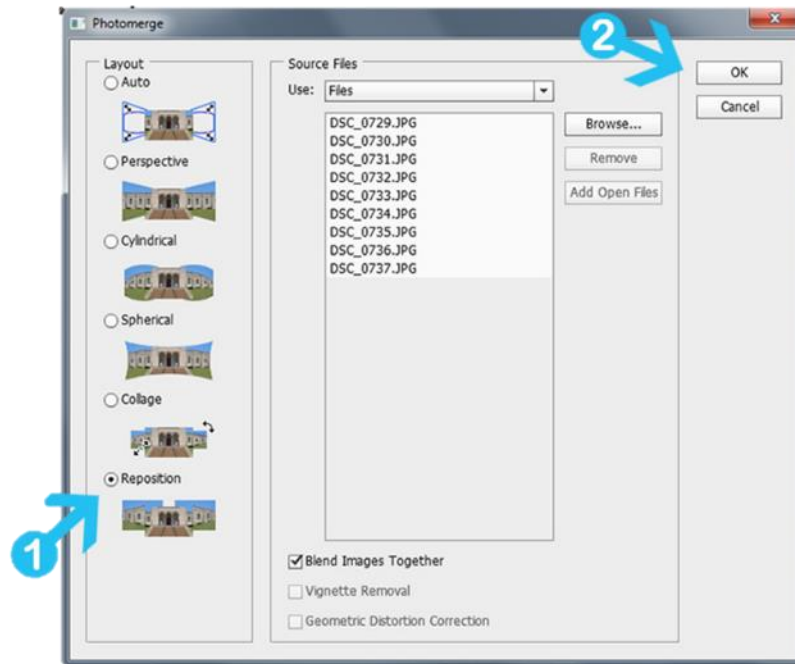 Photomerge
Layout
Auto
Perspective
Cylindrical
Spherical
Collage
Reposition
1
Source Files
Use: Files
DSC_0729.JPG
DSC_0730.JPG
DSC_0731.JPG
DSC_0732.JPG
DSC_0733.JPG
DSC_0734.JPG
DSC_0735.JPG
DSC_0736.JPG
DSC_0737.JPG
Browse...
Remove
Add Open Files
Blend Images Together
Vignette Removal
Geometric Distortion Correction
2
OK
Cancel